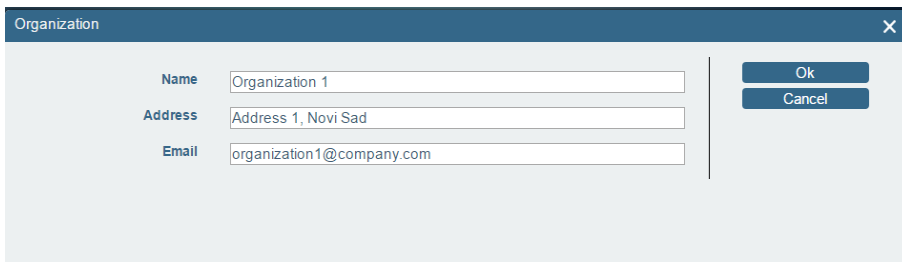 Organization
Name Organization 1
Ok
Cancel
Address Address 1, Novi Sad
Email organization1@company.com